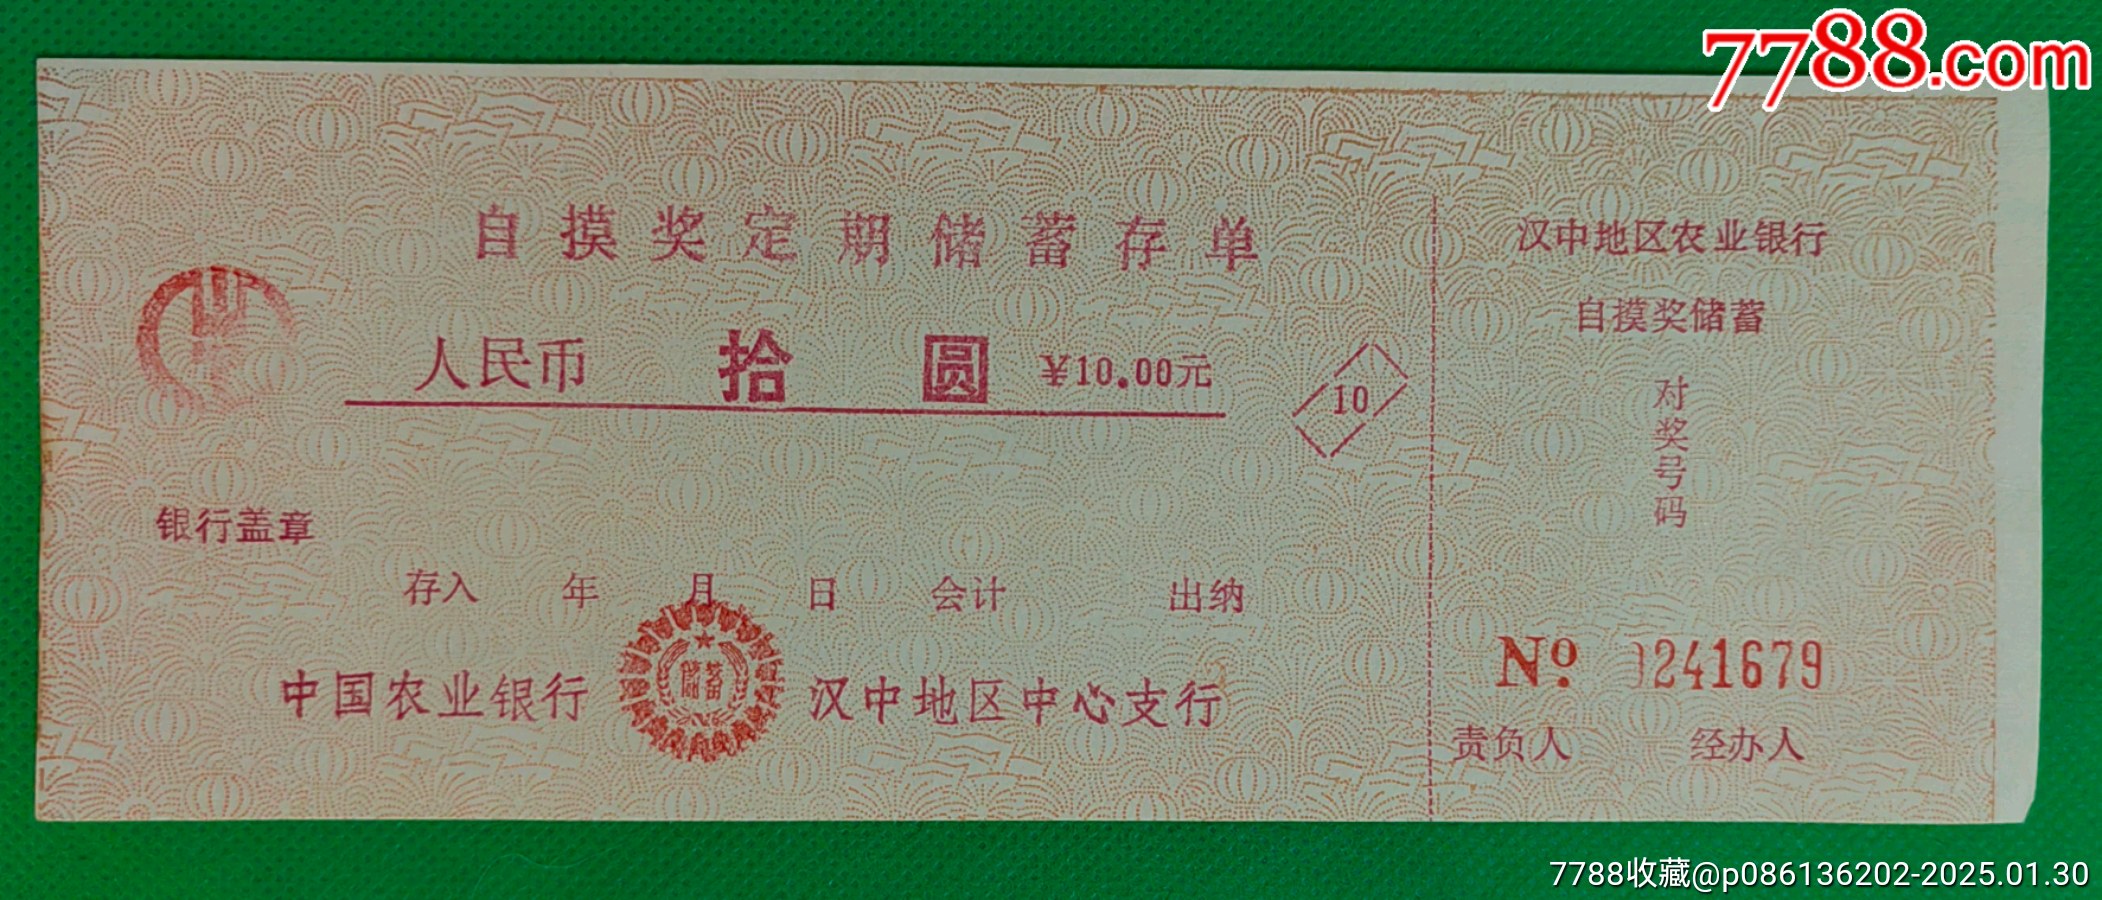 7788.com
自摸奖定期储蓄存单
人民币 拾 圆 ¥10.00元
10
银行盖章
存入 年 月 日 会计 出纳
中国农业银行 储蓄 汉中地区中心支行
汉中地区农业银行
自摸奖储蓄
对奖号码
No. 0241679
责负人 经办人
7788收藏@p086136202-2025.01.30